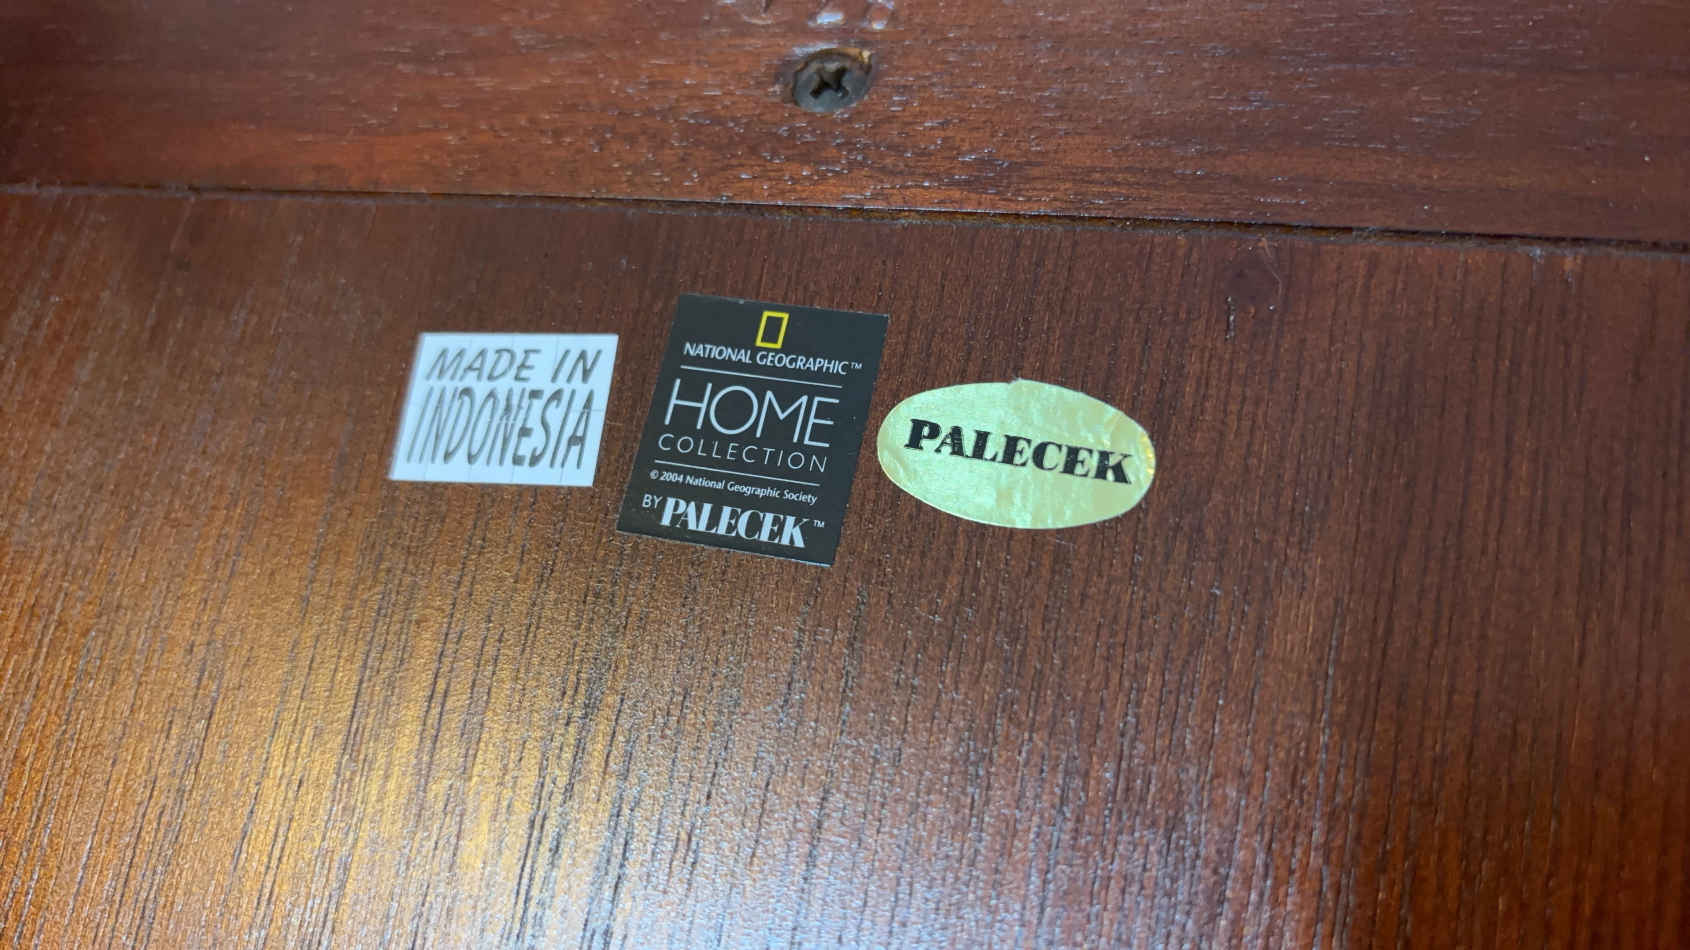 MADE IN
INDONESIA
NATIONAL GEOGRAPHIC™
HOME
COLLECTION
© 2004 National Geographic Society
BY PALECEK™
PALECEK